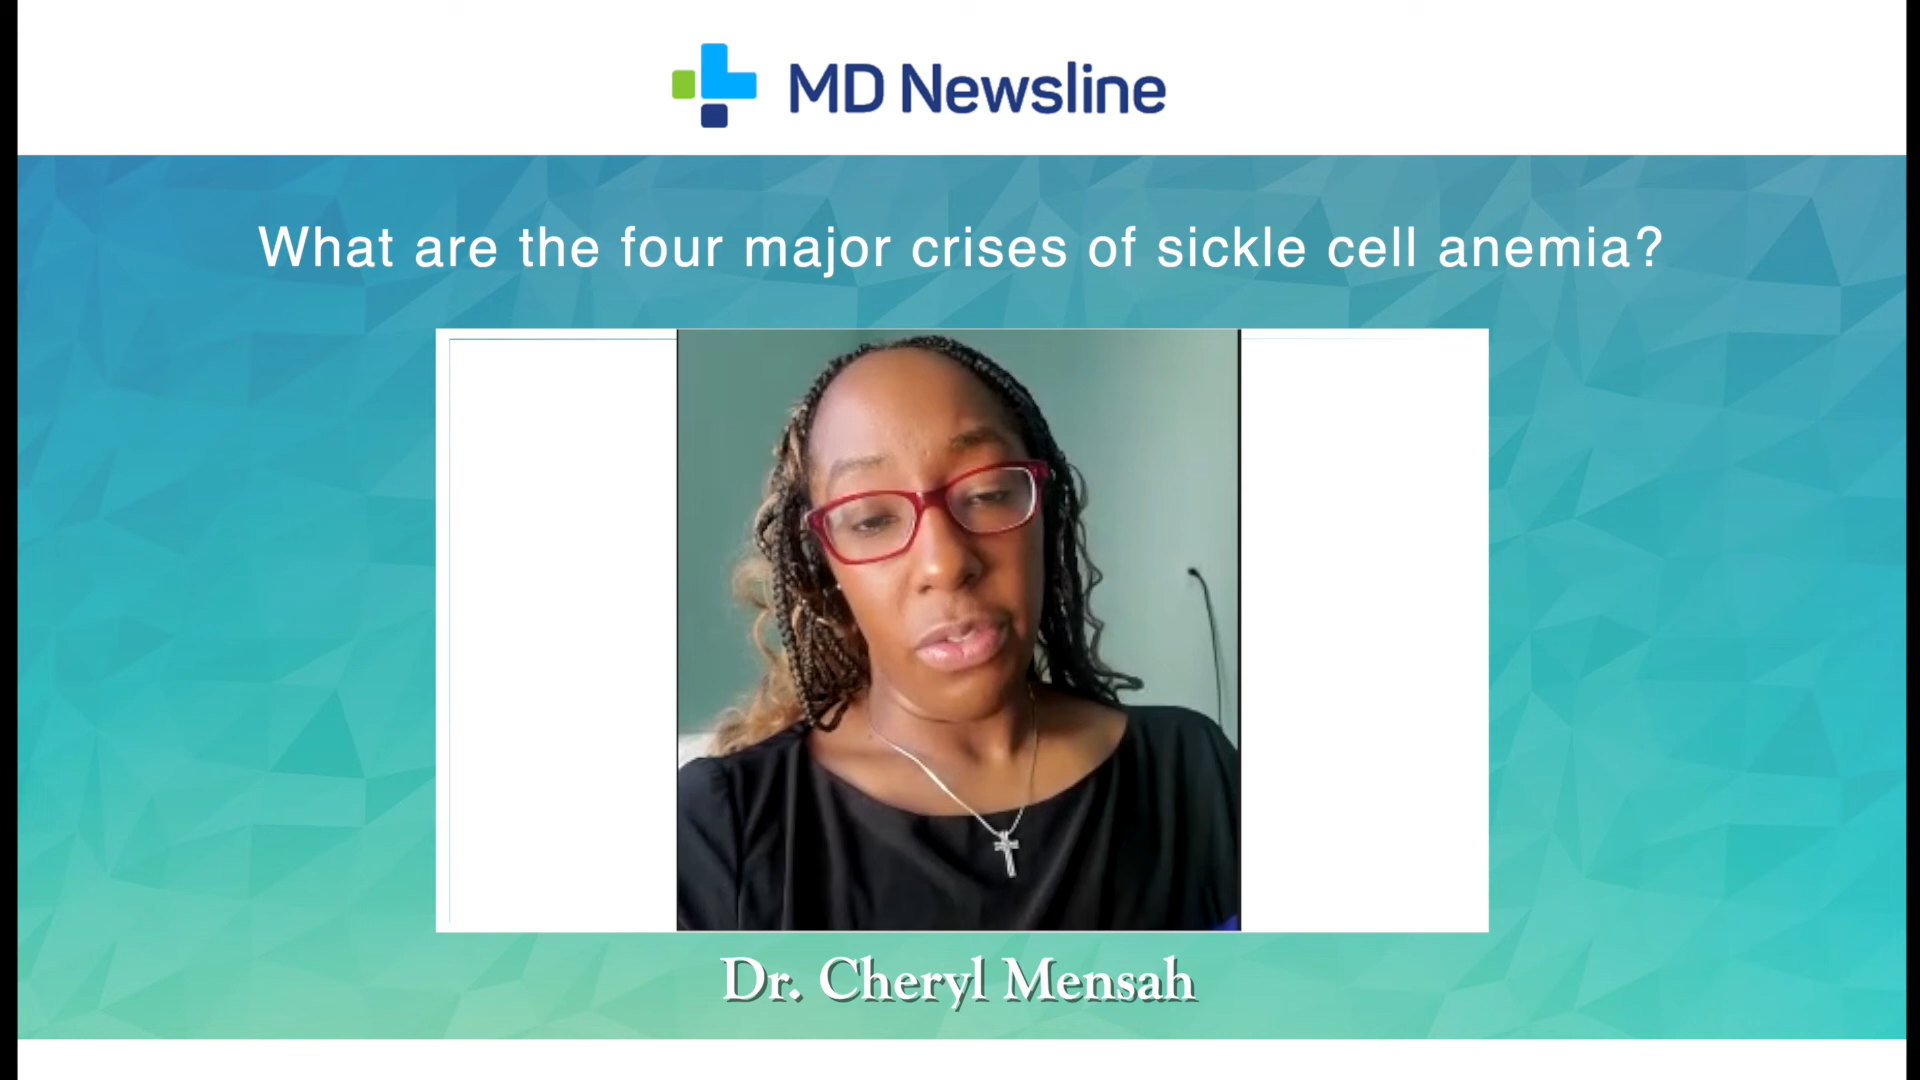 MD Newsline
What are the four major crises of sickle cell anemia?
Dr. Cheryl Mensah